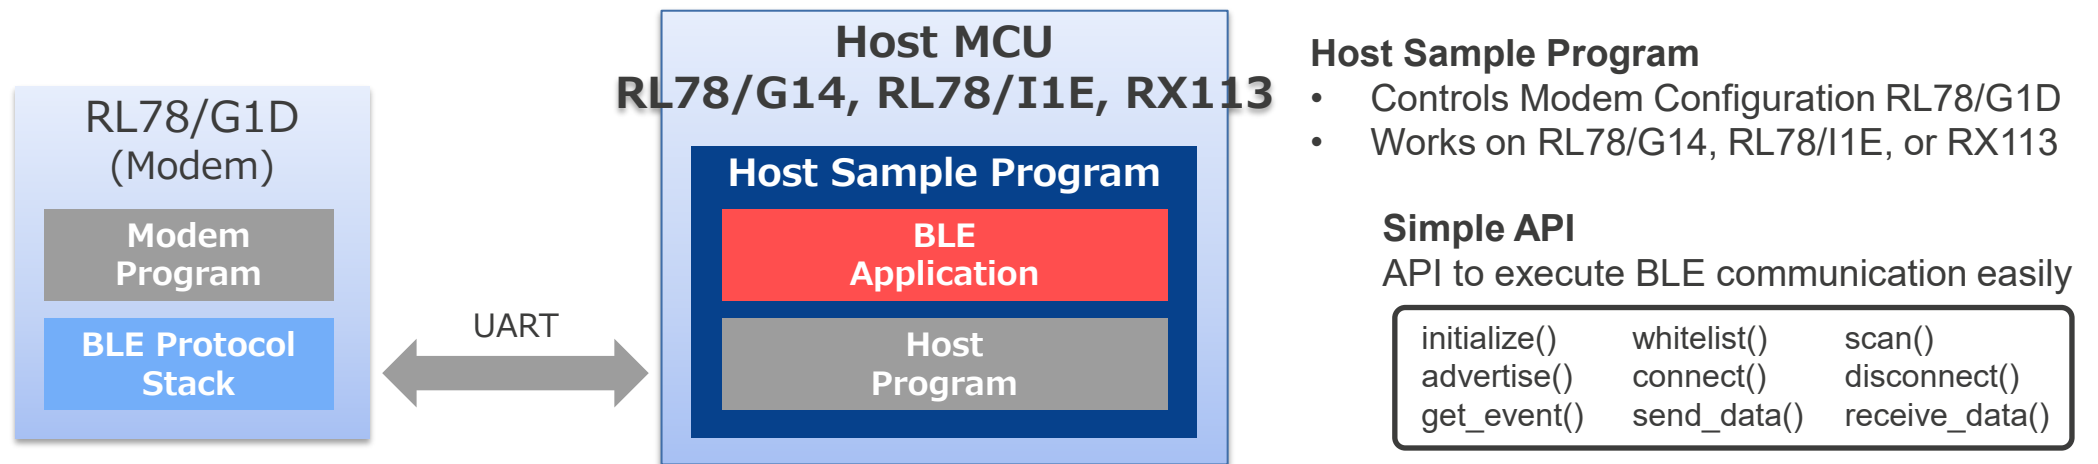 RL78/G1D
(Modem)
Modem
Program
BLE Protocol
Stack
UART
Host MCU
RL78/G14, RL78/I1E, RX113
Host Sample Program
BLE
Application
Host
Program
Host Sample Program
• Controls Modem Configuration RL78/G1D
• Works on RL78/G14, RL78/I1E, or RX113
Simple API
API to execute BLE communication easily
initialize() whitelist() scan()
advertise() connect() disconnect()
get_event() send_data() receive_data()